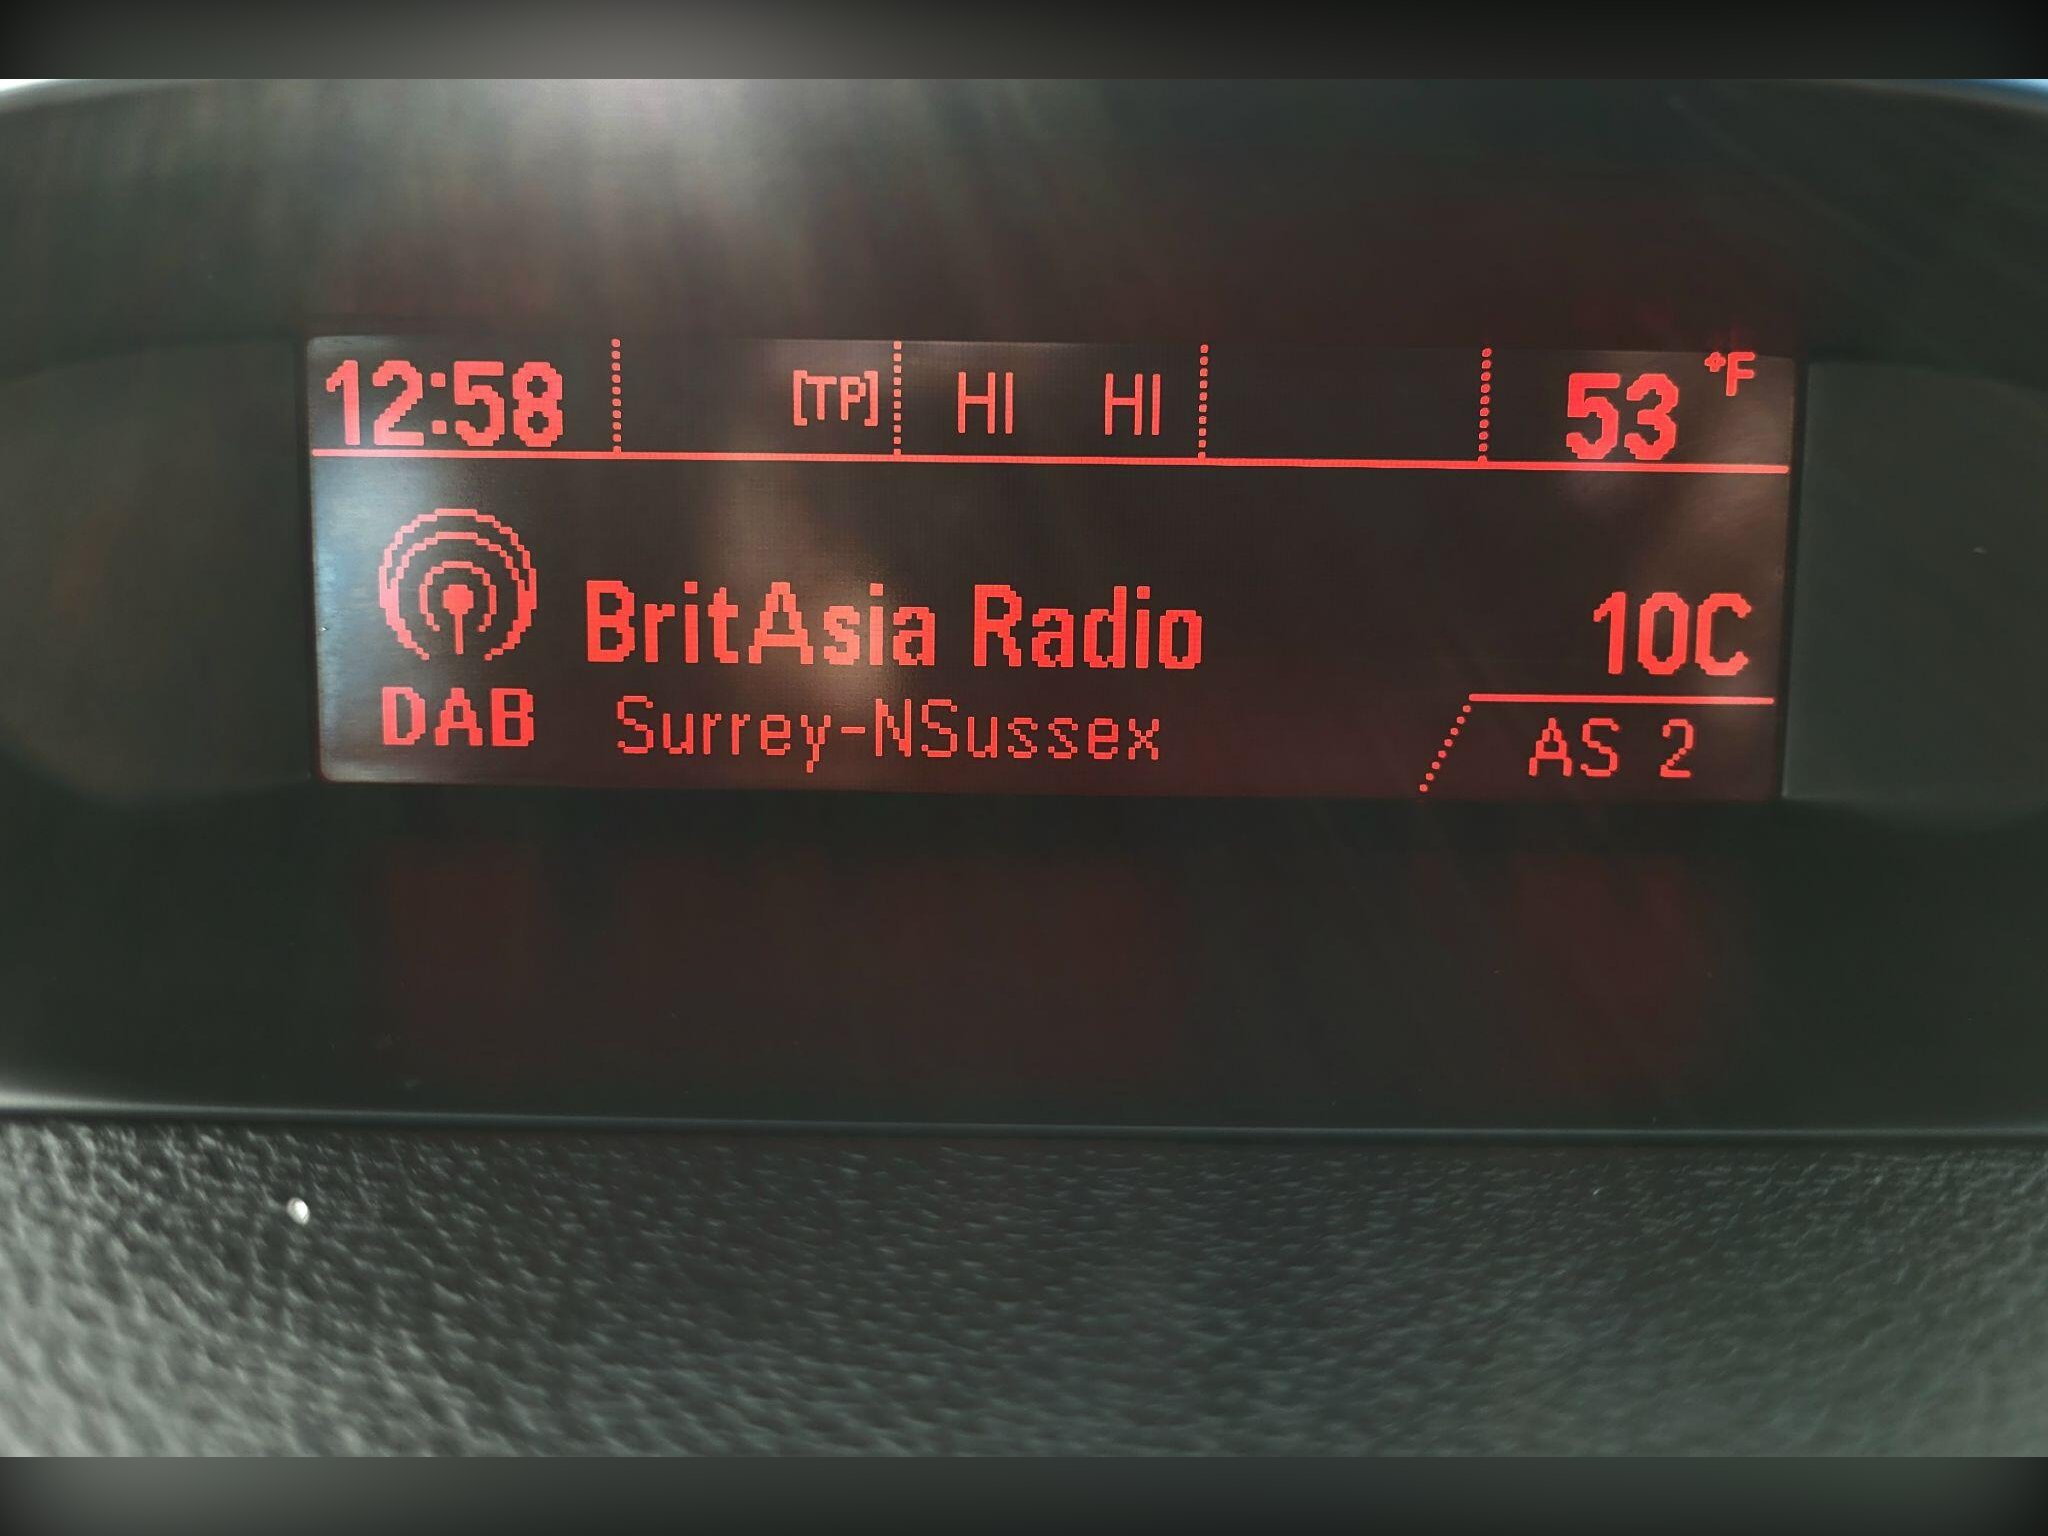 12:58 [TP] HI HI 53 °F
BritAsia Radio 10C
DAB Surrey-NSussex AS 2